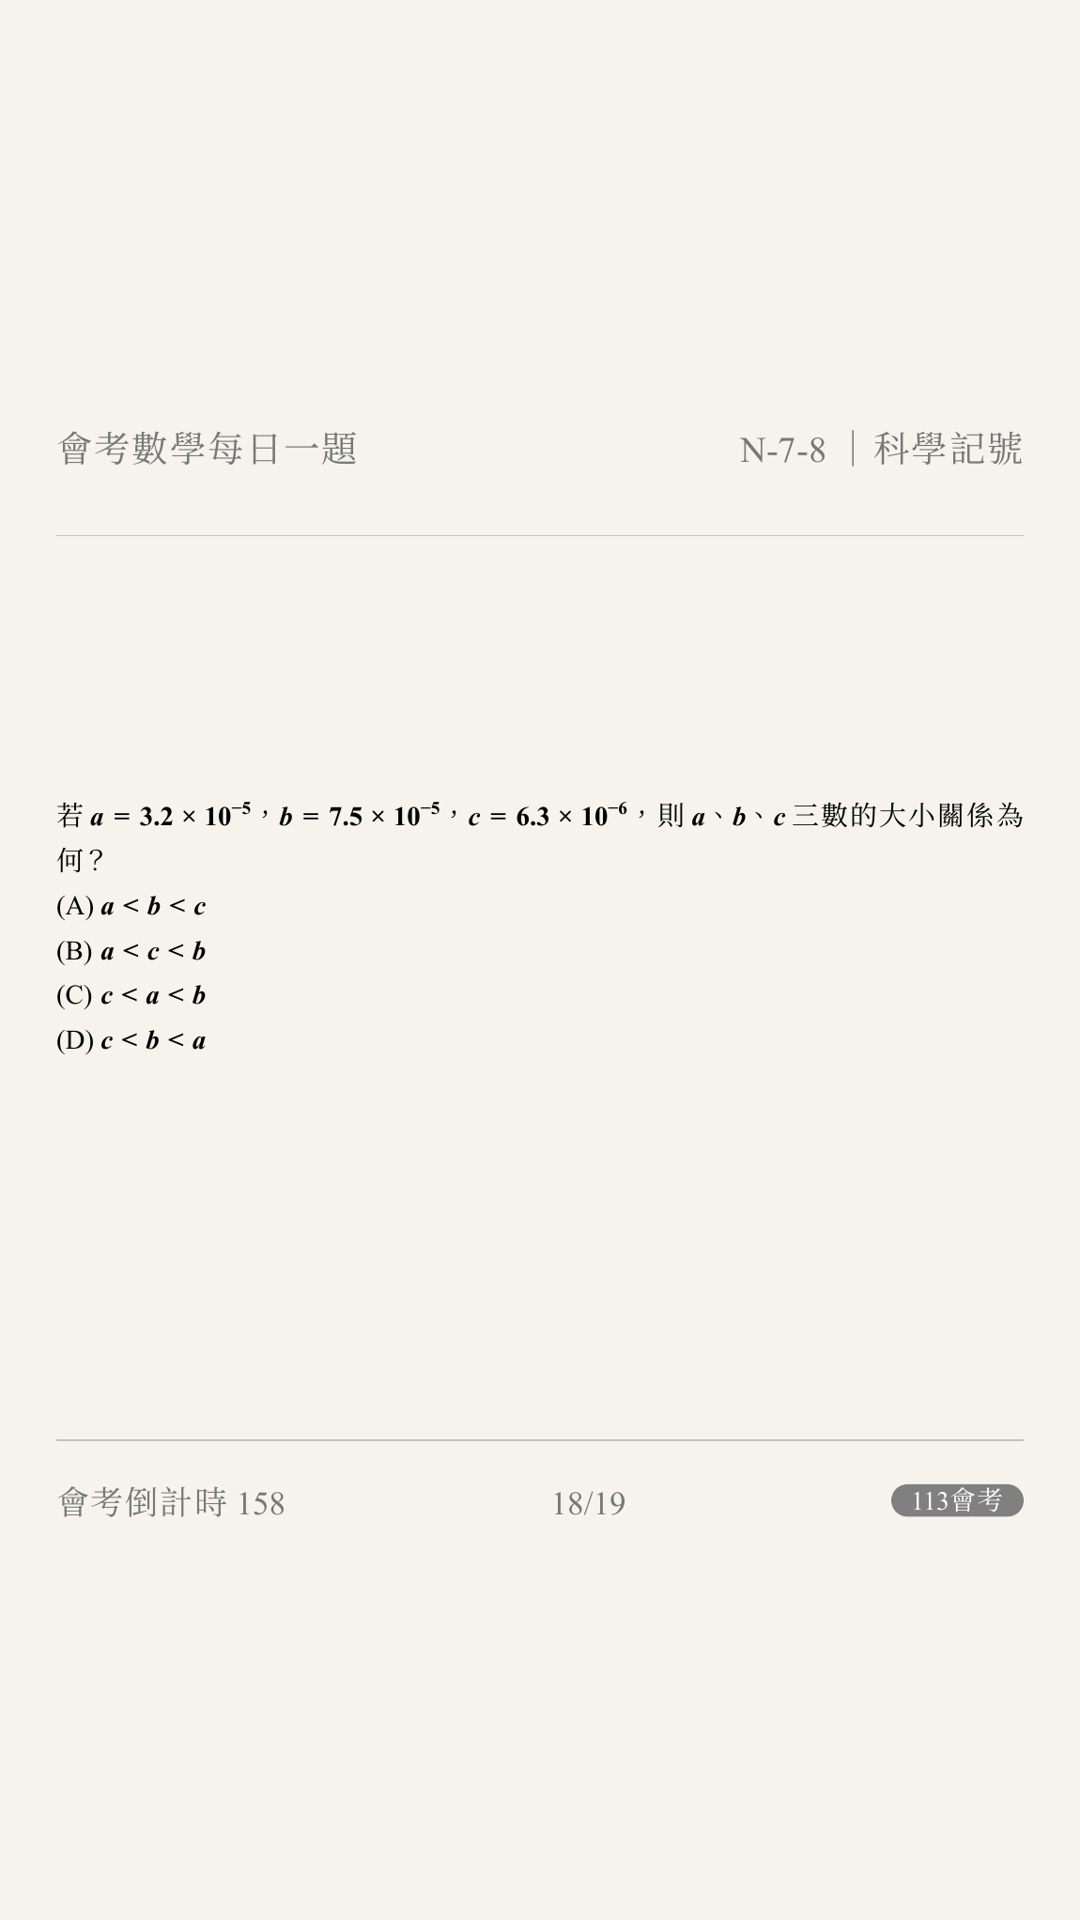 會考數學每日一題
N-7-8 | 科學記號
若 a = 3.2 × 10⁻⁵，b = 7.5 × 10⁻⁵，c = 6.3 × 10⁻⁶，則 a、b、c 三數的大小關係為
何？
(A) a < b < c
(B) a < c < b
(C) c < a < b
(D) c < b < a
會考倒計時 158
18/19
113會考